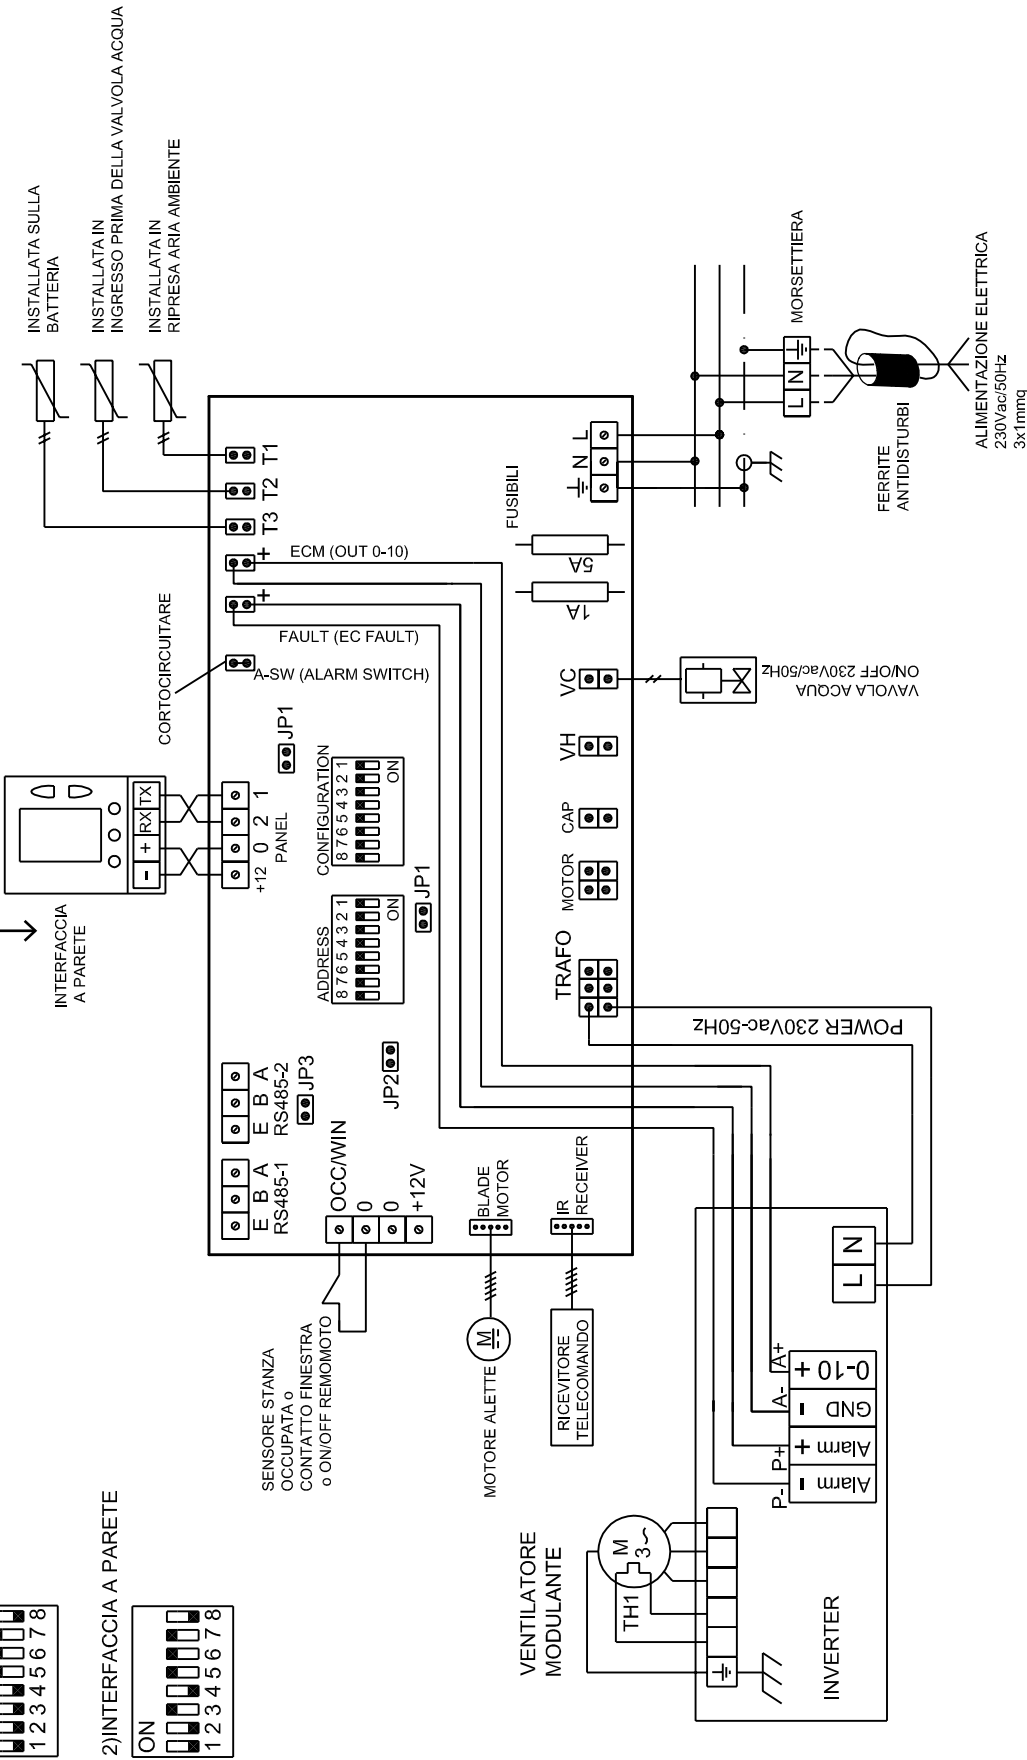 INSTALLATA SULLA
BATTERIA
INSTALLATA IN
INGRESSO PRIMA DELLA VALVOLA ACQUA
INSTALLATA IN
RIPRESA ARIA AMBIENTE
T3
T2
T1
+
ECM (OUT 0-10)
+
FAULT (EC FAULT)
CORTOCIRCUITARE
A-SW (ALARM SWITCH)
INTERFACCIA
A PARETE
- + RX TX
+12 0 2 1
PANEL
JP1
CONFIGURATION
8 7 6 5 4 3 2 1
ON
ADDRESS
8 7 6 5 4 3 2 1
ON
JP1
E B A
RS485-2
JP3
JP2
E B A
RS485-1
OCC/WIN
0
0
+12V
SENSORE STANZA
OCCUPATA o
CONTATTO FINESTRA
o ON/OFF REMOMOTO
BLADE
MOTOR
M
MOTORE ALETTE
IR
RECEIVER
RICEVITORE
TELECOMANDO
FUSIBILI
5A
1A
N L
VC
VH
CAP
MOTOR
TRAFO
VAVOLA ACQUA
ON/OFF 230Vac/50Hz
POWER 230Vac-50Hz
MORSETTIERA
L N
FERRITE
ANTIDISTURBI
ALIMENTAZIONE ELETTRICA
230Vac/50Hz
3x1mmq
L N
P- P+ A- A+
Alarm -
Alarm +
GND -
0-10 +
VENTILATORE
MODULANTE
M
3~
TH1
INVERTER
1 2 3 4 5 6 7 8
2)INTERFACCIA A PARETE
ON
1 2 3 4 5 6 7 8